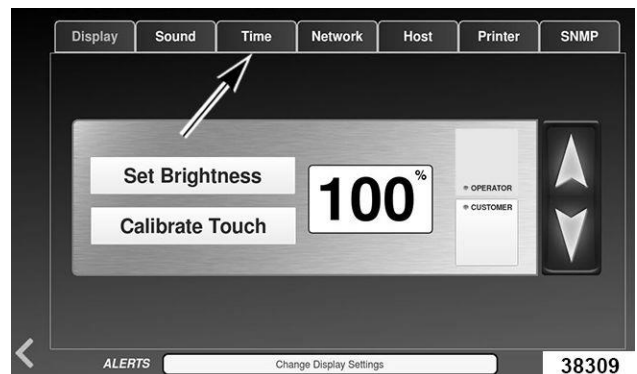 Display Sound Time Network Host Printer SNMP
Set Brightness
100%
OPERATOR
CUSTOMER
Calibrate Touch
ALERTS Change Display Settings
38309